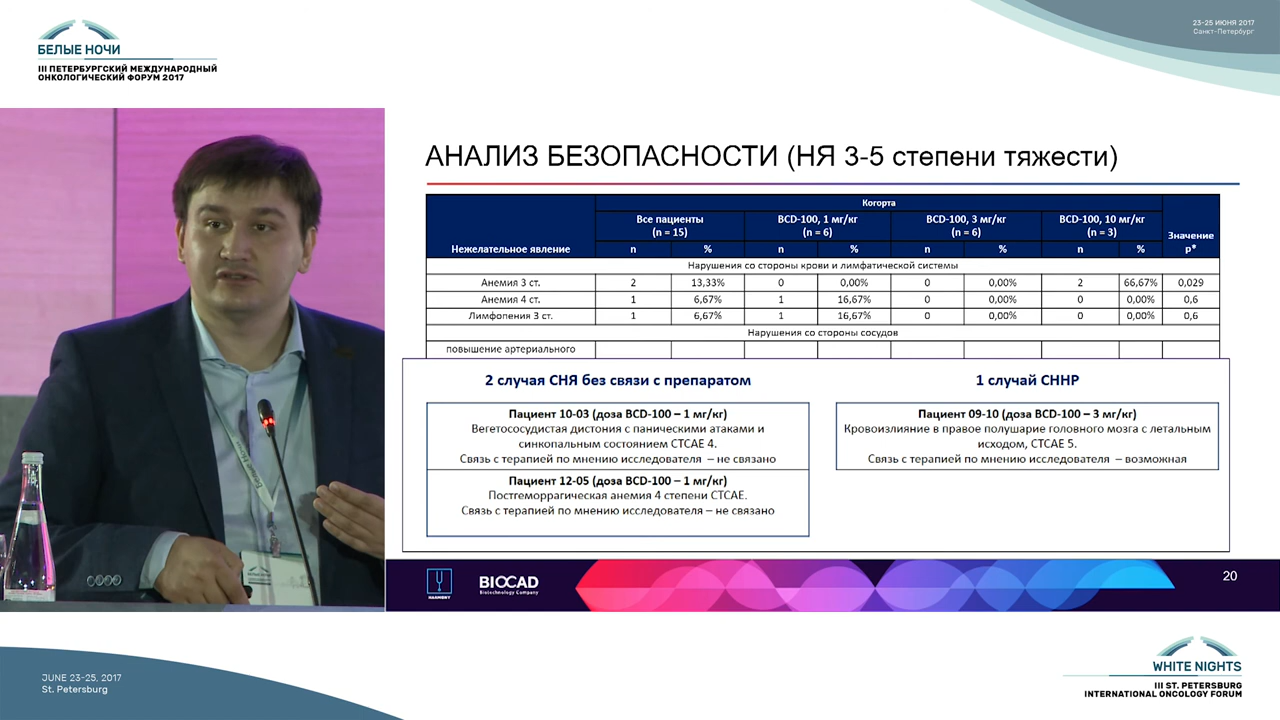 БЕЛЫЕ НОЧИ
III ПЕТЕРБУРГСКИЙ МЕЖДУНАРОДНЫЙ
ОНКОЛОГИЧЕСКИЙ ФОРУМ 2017
23-25 ИЮНЯ 2017
Санкт-Петербург
АНАЛИЗ БЕЗОПАСНОСТИ (НЯ 3-5 степени тяжести)
Нежелательное явление Когорта Значение p*
Все пациенты (n = 15) BCD-100, 1 мг/кг (n = 6) BCD-100, 3 мг/кг (n = 6) BCD-100, 10 мг/кг (n = 3)
n % n % n % n %
Нарушения со стороны крови и лимфатической системы
Анемия 3 ст. 2 13,33% 0 0,00% 0 0,00% 2 66,67% 0,029
Анемия 4 ст. 1 6,67% 1 16,67% 0 0,00% 0 0,00% 0,6
Лимфопения 3 ст. 1 6,67% 1 16,67% 0 0,00% 0 0,00% 0,6
Нарушения со стороны сосудов
повышение артериального
2 случая СНЯ без связи с препаратом
Пациент 10-03 (доза BCD-100 – 1 мг/кг)
Вегетососудистая дистония с паническими атаками и
синкопальным состоянием CTCAE 4.
Связь с терапией по мнению исследователя – не связано
Пациент 12-05 (доза BCD-100 – 1 мг/кг)
Постгеморрагическая анемия 4 степени CTCAE.
Связь с терапией по мнению исследователя – не связано
1 случай СННР
Пациент 09-10 (доза BCD-100 – 3 мг/кг)
Кровоизлияние в правое полушарие головного мозга с летальным
исходом, CTCAE 5.
Связь с терапией по мнению исследователя – возможная
HARMONY
BIOCAD
Biotechnology Company
20
JUNE 23-25, 2017
St. Petersburg
WHITE NIGHTS
III ST. PETERSBURG
INTERNATIONAL ONCOLOGY FORUM